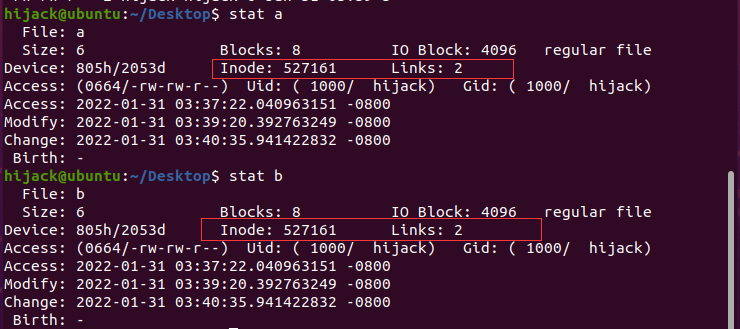 hijack@ubuntu:~/Desktop$ stat a
  File: a
  Size: 6               Blocks: 8          IO Block: 4096   regular file
Device: 805h/2053d      Inode: 527161      Links: 2
Access: (0664/-rw-rw-r--)  Uid: ( 1000/  hijack)   Gid: ( 1000/  hijack)
Access: 2022-01-31 03:37:22.040963151 -0800
Modify: 2022-01-31 03:39:20.392763249 -0800
Change: 2022-01-31 03:40:35.941422832 -0800
 Birth: -
hijack@ubuntu:~/Desktop$ stat b
  File: b
  Size: 6               Blocks: 8          IO Block: 4096   regular file
Device: 805h/2053d      Inode: 527161      Links: 2
Access: (0664/-rw-rw-r--)  Uid: ( 1000/  hijack)   Gid: ( 1000/  hijack)
Access: 2022-01-31 03:37:22.040963151 -0800
Modify: 2022-01-31 03:39:20.392763249 -0800
Change: 2022-01-31 03:40:35.941422832 -0800
 Birth: -